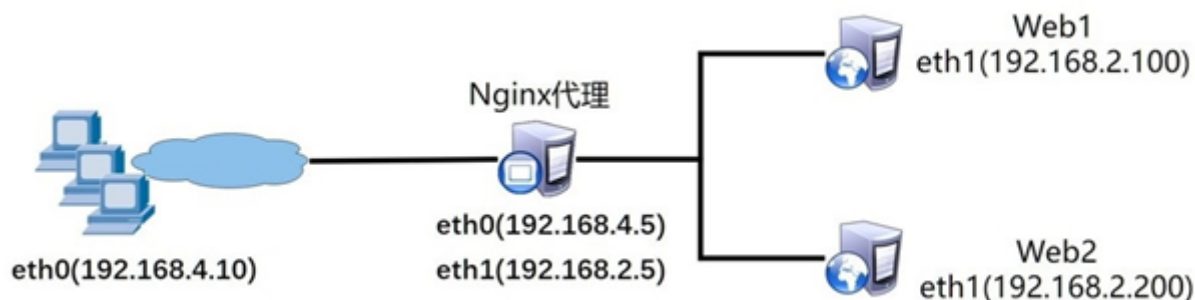 Web1
eth1(192.168.2.100)
Nginx代理
eth0(192.168.4.5)
eth1(192.168.2.5)
eth0(192.168.4.10)
Web2
eth1(192.168.2.200)